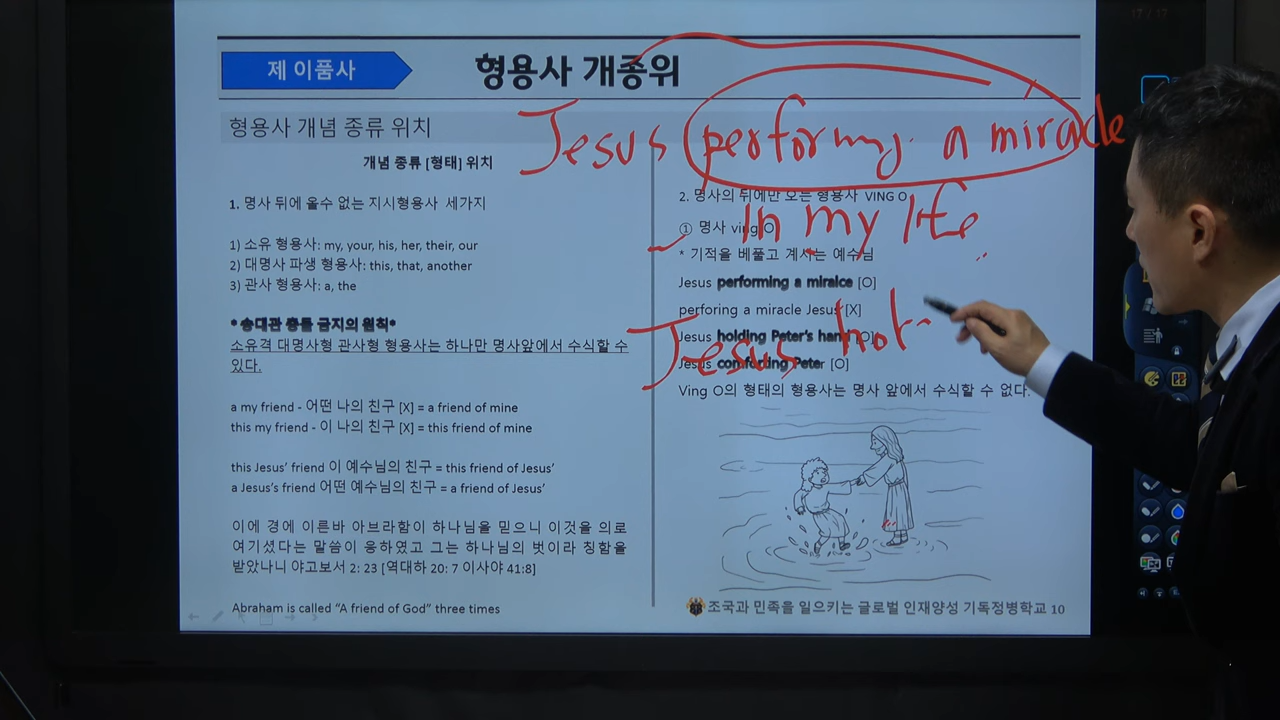 제 이품사
형용사 개종위
형용사 개념 종류 위치
개념 종류 [형태] 위치
1. 명사 뒤에 올수 없는 지시형용사 세가지
1) 소유 형용사: my, your, his, her, their, our
2) 대명사 파생 형용사: this, that, another
3) 관사 형용사: a, the
*송대관 충돌 금지의 원칙*
소유격 대명사형 관사형 형용사는 하나만 명사앞에서 수식할 수
있다.
a my friend - 어떤 나의 친구 [X] = a friend of mine
this my friend - 이 나의 친구 [X] = this friend of mine
this Jesus' friend 이 예수님의 친구 = this friend of Jesus'
a Jesus's friend 어떤 예수님의 친구 = a friend of Jesus'
이에 경에 이른바 아브라함이 하나님을 믿으니 이것을 의로
여기셨다는 말씀이 응하였고 그는 하나님의 벗이라 칭함을
받았나니 야고보서 2: 23 [역대하 20: 7 이사야 41:8]
Abraham is called "A friend of God" three times
Jesus performing a miracle
2. 명사의 뒤에만 오는 형용사 VING O
In my life
① 명사 ving O
* 기적을 베풀고 계시는 예수님
Jesus performing a miralce [O]
perforing a miracle Jesus [X]
Jesus holding Peter's hand [O]
Jesus hol
Jesus comforting Peter [O]
Ving O의 형태의 형용사는 명사 앞에서 수식할 수 없다.
조국과 민족을 일으키는 글로벌 인재양성 기독정병학교 10